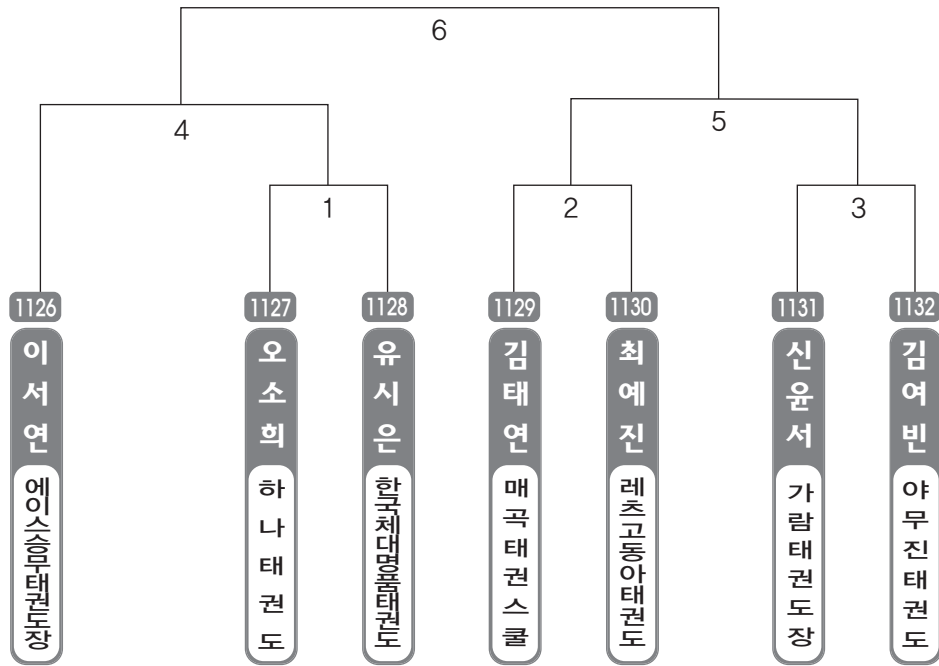 6
4
5
1
2
3
1126
이서연
에이스승무태권도장
1127
오소희
하나태권도
1128
유시은
한국체대명품태권도
1129
김태연
매곡태권스쿨
1130
최예진
레츠고동아태권도
1131
신윤서
가람태권도장
1132
김여빈
야무진태권도